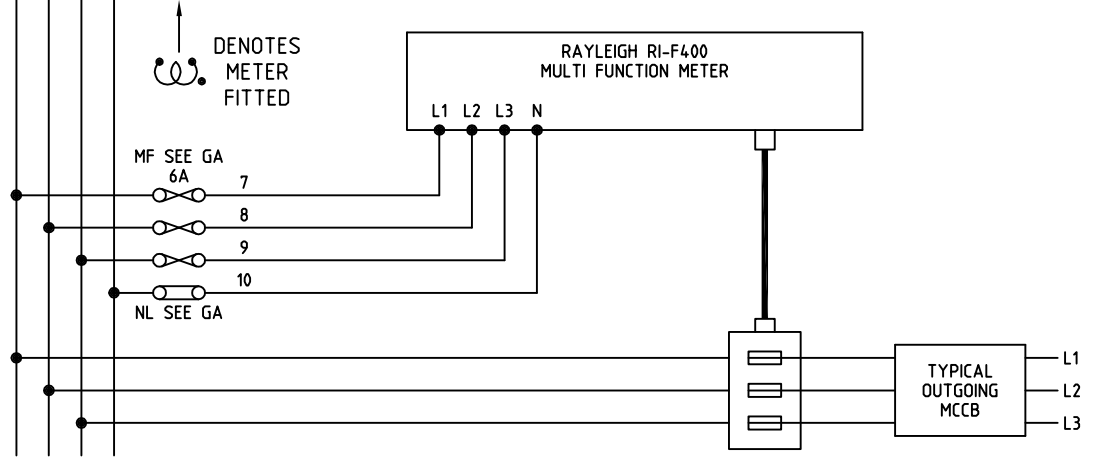 DENOTES
METER
FITTED
RAYLEIGH RI-F400
MULTI FUNCTION METER
L1 L2 L3 N
MF SEE GA
6A
7
8
9
10
NL SEE GA
TYPICAL
OUTGOING
MCCB
L1
L2
L3